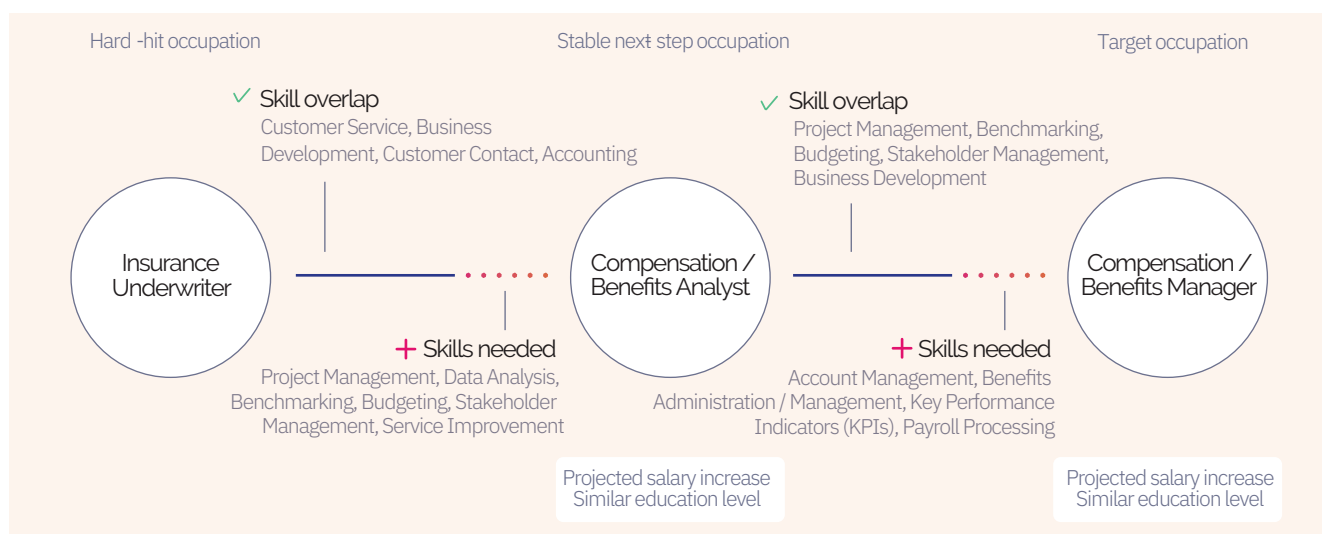 Hard -hit occupation
Stable next step occupation
Target occupation
Skill overlap
Customer Service, Business
Development, Customer Contact, Accounting
Skill overlap
Project Management, Benchmarking,
Budgeting, Stakeholder Management,
Business Development
Insurance
Underwriter
Compensation /
Benefits Analyst
Compensation /
Benefits Manager
Skills needed
Project Management, Data Analysis,
Benchmarking, Budgeting, Stakeholder
Management, Service Improvement
Skills needed
Account Management, Benefits
Administration / Management, Key Performance
Indicators (KPIs), Payroll Processing
Projected salary increase
Similar education level
Projected salary increase
Similar education level